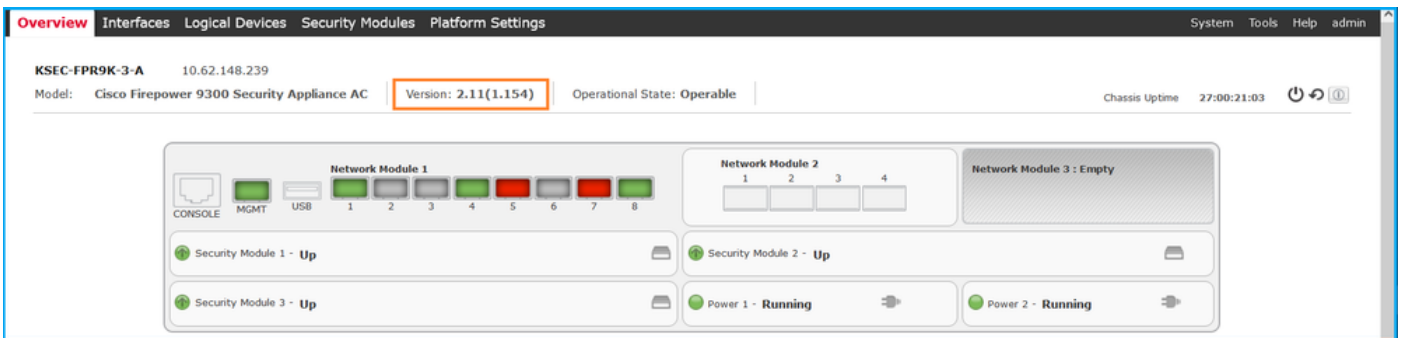 Overview Interfaces Logical Devices Security Modules Platform Settings System Tools Help admin
KSEC-FPR9K-3-A 10.62.148.239
Model: Cisco Firepower 9300 Security Appliance AC Version: 2.11(1.154) Operational State: Operable Chassis Uptime 27:00:21:03
Network Module 1
CONSOLE MGMT USB 1 2 3 4 5 6 7 8
Network Module 2
1 2 3 4
Network Module 3 : Empty
Security Module 1 - Up
Security Module 2 - Up
Security Module 3 - Up
Power 1 - Running
Power 2 - Running